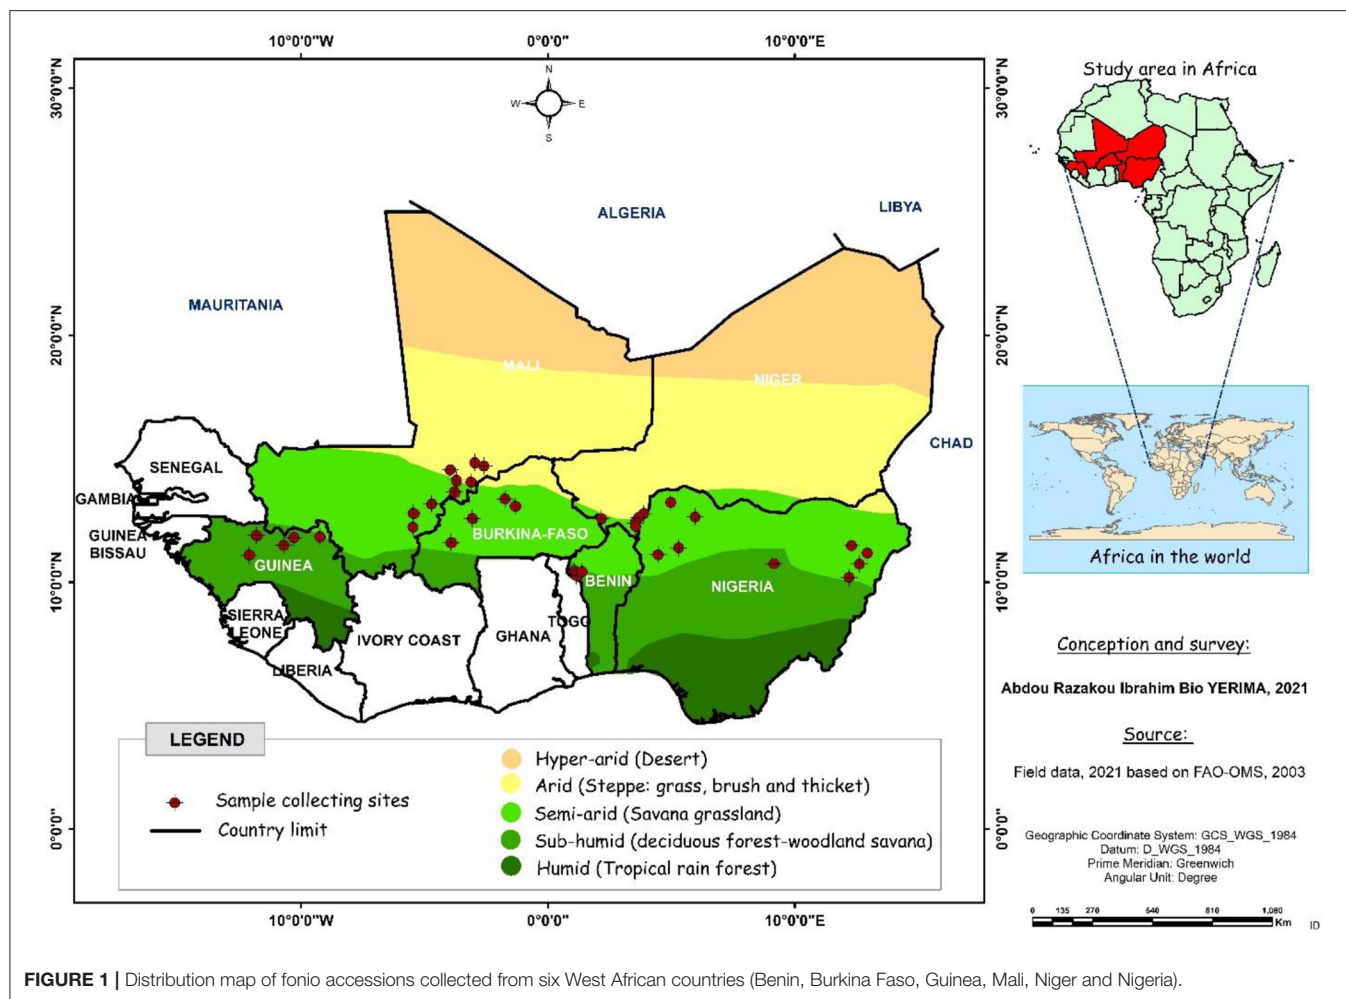 10°0'0"W
0°0'0"
10°0'0"E
30°0'0"N
30°0'0"N
N
W
E
S
Study area in Africa
ALGERIA
LIBYA
MAURITANIA
20°0'0"N
20°0'0"N
MALI
NIGER
CHAD
SENEGAL
GAMBIA
GUINEA
BISSAU
GUINEA
BURKINA-FASO
BENIN
NIGERIA
10°0'0"N
10°0'0"N
Africa in the world
SIERRA
LEONE
LIBERIA
IVORY COAST
GHANA
TOGO
Conception and survey:
Abdou Razakou Ibrahim Bio YERIMA, 2021
Source:
Field data, 2021 based on FAO-OMS, 2003
LEGEND
Sample collecting sites
Country limit
Hyper-arid (Desert)
Arid (Steppe: grass, brush and thicket)
Semi-arid (Savana grassland)
Sub-humid (deciduous forest-woodland savana)
Humid (Tropical rain forest)
0°0'0"
0°0'0"
Geographic Coordinate System: GCS_WGS_1984
Datum: D_WGS_1984
Prime Meridian: Greenwich
Angular Unit: Degree
0 135 270 540 810 1,080
Km
ID
10°0'0"W
0°0'0"
10°0'0"E
FIGURE 1 | Distribution map of fonio accessions collected from six West African countries (Benin, Burkina Faso, Guinea, Mali, Niger and Nigeria).